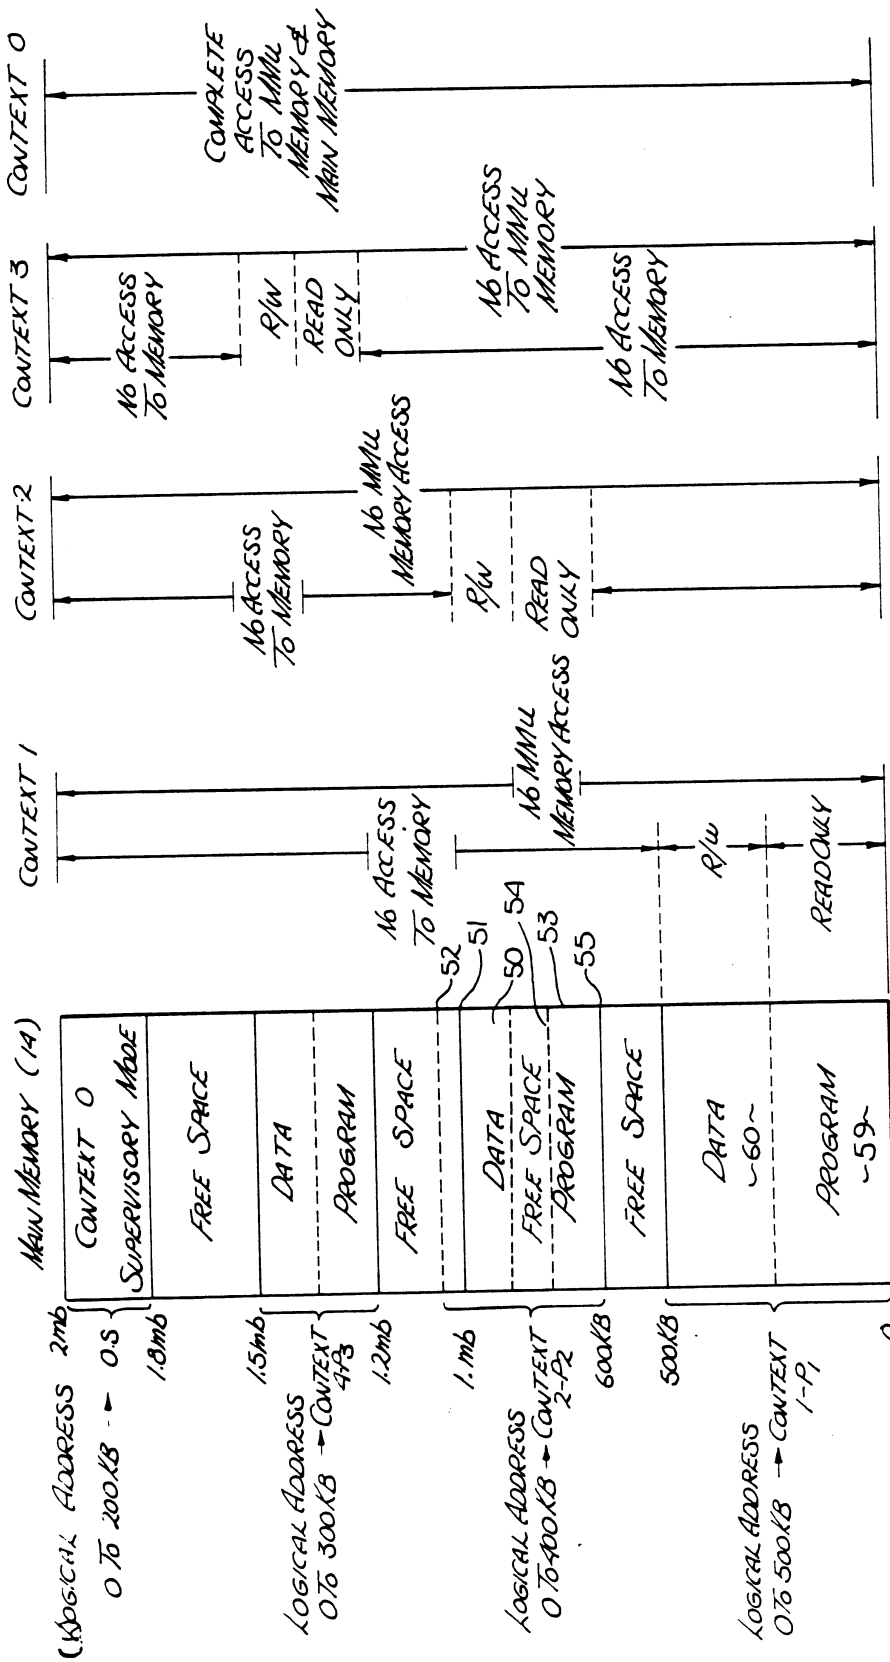 MAIN MEMORY (14)
(LOGICAL ADDRESS
0 TO 200KB → O.S
2mb
1.8mb
1.5mb
LOGICAL ADDRESS
0 TO 300KB → CONTEXT
1.2mb
1.mb
LOGICAL ADDRESS
0 TO 400KB → CONTEXT
2-P2
600KB
500KB
LOGICAL ADDRESS
0 TO 500KB → CONTEXT
1-P1
0
CONTEXT 0
SUPERVISORY MODE
FREE SPACE
DATA
PROGRAM
FREE SPACE
DATA
FREE SPACE
PROGRAM
FREE SPACE
DATA
~60~
PROGRAM
~59~
52
51
50
54
53
55
CONTEXT 1
NO ACCESS
TO MEMORY
NO MMU
MEMORY ACCESS
R/W
READ ONLY
CONTEXT 2
NO ACCESS
TO MEMORY
NO MMU
MEMORY ACCESS
R/W
READ
ONLY
CONTEXT 3
NO ACCESS
TO MEMORY
R/W
READ
ONLY
NO ACCESS
TO MMU
MEMORY
NO ACCESS
TO MEMORY
CONTEXT 0
COMPLETE
ACCESS
TO MMU
MEMORY &
MAIN MEMORY